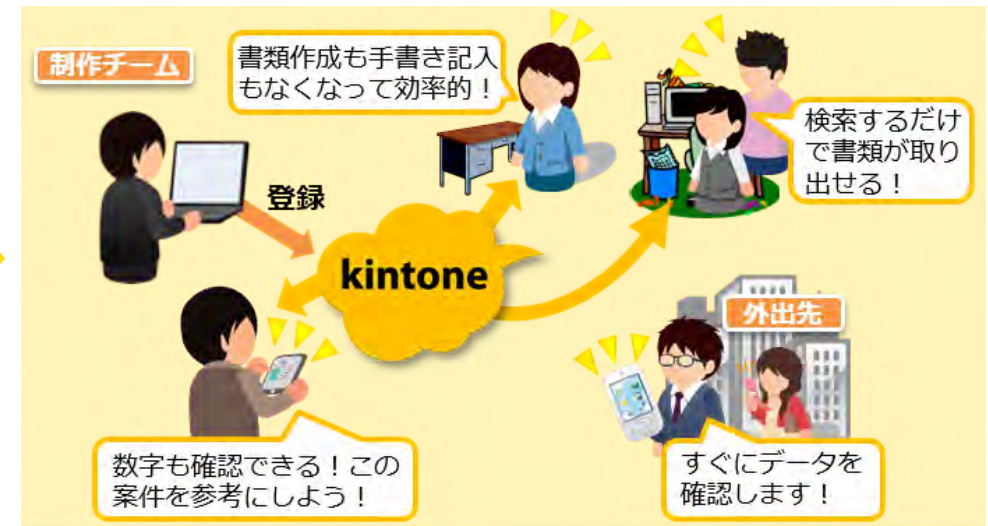 制作チーム
書類作成も手書き記入
もなくなって効率的！
検索するだけ
で書類が取り
出せる！
登録
kintone
外出先
数字も確認できる！この
案件を参考にしよう！
すぐにデータを
確認します！